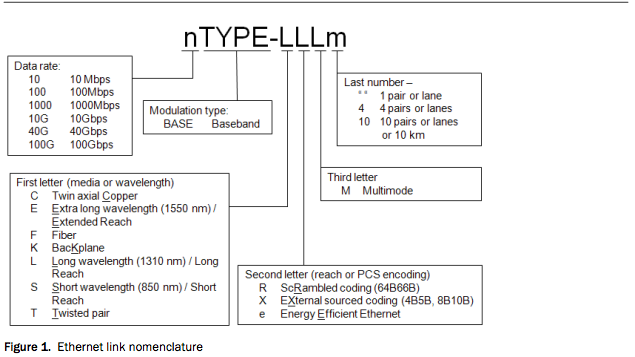 nTYPE-LLLm
Data rate:
10 10 Mbps
100 100Mbps
1000 1000Mbps
10G 10Gbps
40G 40Gbps
100G 100Gbps
Modulation type:
BASE Baseband
Last number –
" " 1 pair or lane
4 4 pairs or lanes
10 10 pairs or lanes
or 10 km
Third letter
M Multimode
First letter (media or wavelength)
C Twin axial Copper
E Extra long wavelength (1550 nm) /
Extended Reach
F Fiber
K BacKplane
L Long wavelength (1310 nm) / Long
Reach
S Short wavelength (850 nm) / Short
Reach
T Twisted pair
Second letter (reach or PCS encoding)
R ScRambled coding (64B66B)
X EXternal sourced coding (4B5B, 8B10B)
e Energy Efficient Ethernet
Figure 1. Ethernet link nomenclature